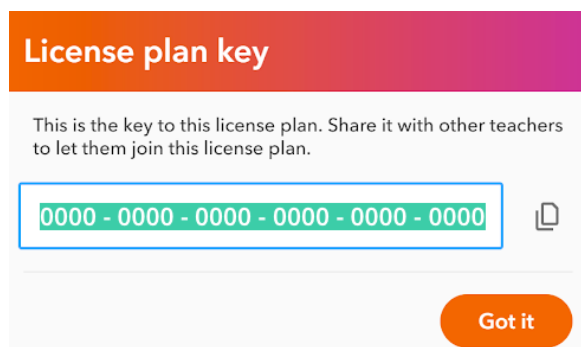 License plan key
This is the key to this license plan. Share it with other teachers
to let them join this license plan.
0000 - 0000 - 0000 - 0000 - 0000 - 0000
Got it